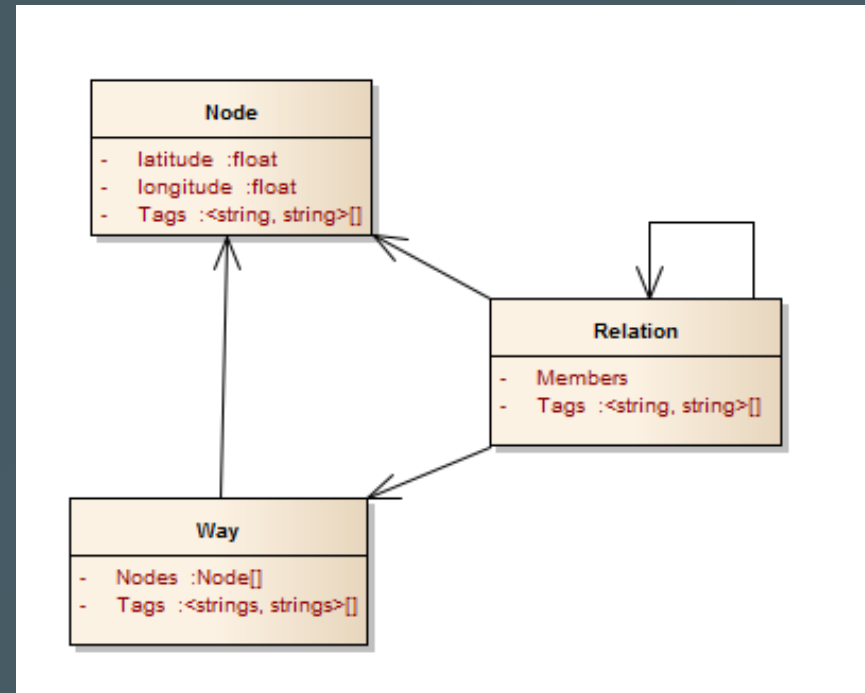 Node
- latitude :float
- longitude :float
- Tags :<string, string>[]
Relation
- Members
- Tags :<string, string>[]
Way
- Nodes :Node[]
- Tags :<strings, strings>[]